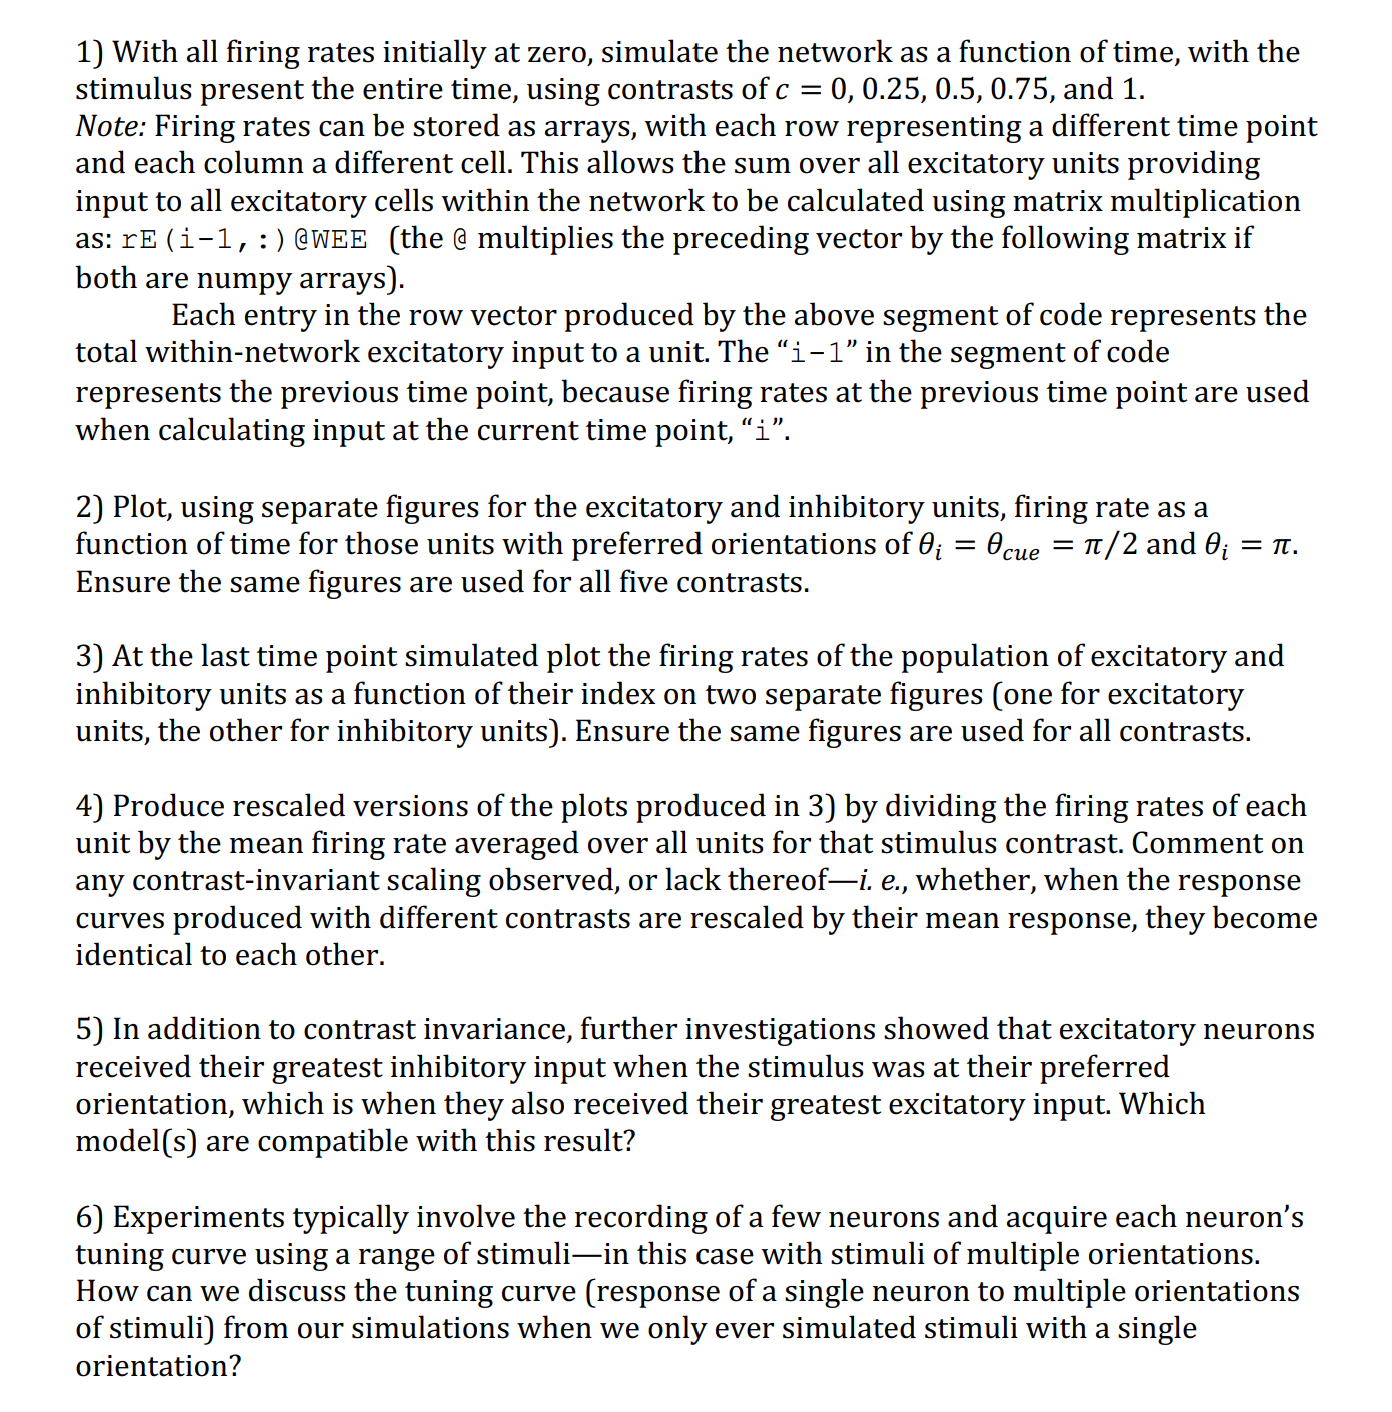 1) With all firing rates initially at zero, simulate the network as a function of time, with the
stimulus present the entire time, using contrasts of c = 0, 0.25, 0.5, 0.75, and 1.
Note: Firing rates can be stored as arrays, with each row representing a different time point
and each column a different cell. This allows the sum over all excitatory units providing
input to all excitatory cells within the network to be calculated using matrix multiplication
as: rE(i-1,:)@WEE (the @ multiplies the preceding vector by the following matrix if
both are numpy arrays).
Each entry in the row vector produced by the above segment of code represents the
total within-network excitatory input to a unit. The “i-1” in the segment of code
represents the previous time point, because firing rates at the previous time point are used
when calculating input at the current time point, “i”.
2) Plot, using separate figures for the excitatory and inhibitory units, firing rate as a
function of time for those units with preferred orientations of θᵢ = θ_cue = π/2 and θᵢ = π.
Ensure the same figures are used for all five contrasts.
3) At the last time point simulated plot the firing rates of the population of excitatory and
inhibitory units as a function of their index on two separate figures (one for excitatory
units, the other for inhibitory units). Ensure the same figures are used for all contrasts.
4) Produce rescaled versions of the plots produced in 3) by dividing the firing rates of each
unit by the mean firing rate averaged over all units for that stimulus contrast. Comment on
any contrast-invariant scaling observed, or lack thereof—i. e., whether, when the response
curves produced with different contrasts are rescaled by their mean response, they become
identical to each other.
5) In addition to contrast invariance, further investigations showed that excitatory neurons
received their greatest inhibitory input when the stimulus was at their preferred
orientation, which is when they also received their greatest excitatory input. Which
model(s) are compatible with this result?
6) Experiments typically involve the recording of a few neurons and acquire each neuron’s
tuning curve using a range of stimuli—in this case with stimuli of multiple orientations.
How can we discuss the tuning curve (response of a single neuron to multiple orientations
of stimuli) from our simulations when we only ever simulated stimuli with a single
orientation?